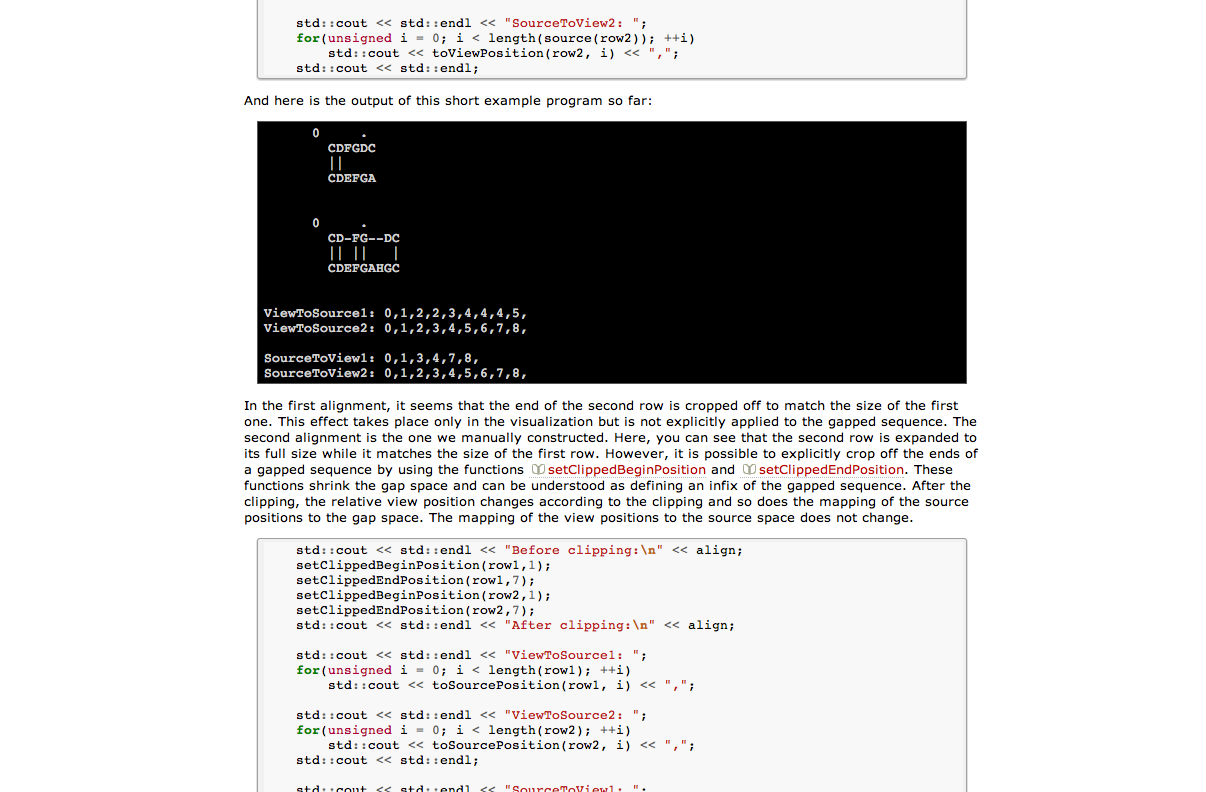 std::cout << std::endl << "SourceToView2: ";
for(unsigned i = 0; i < length(source(row2)); ++i)
std::cout << toViewPosition(row2, i) << ",";
std::cout << std::endl;
And here is the output of this short example program so far:
0 .
CDFGDC
||
CDEFGA
0 .
CD-FG--DC
|| || |
CDEFGAHGC
ViewToSource1: 0,1,2,2,3,4,4,4,5,
ViewToSource2: 0,1,2,3,4,5,6,7,8,
SourceToView1: 0,1,3,4,7,8,
SourceToView2: 0,1,2,3,4,5,6,7,8,
In the first alignment, it seems that the end of the second row is cropped off to match the size of the first
one. This effect takes place only in the visualization but is not explicitly applied to the gapped sequence. The
second alignment is the one we manually constructed. Here, you can see that the second row is expanded to
its full size while it matches the size of the first row. However, it is possible to explicitly crop off the ends of
a gapped sequence by using the functions setClippedBeginPosition and setClippedEndPosition. These
functions shrink the gap space and can be understood as defining an infix of the gapped sequence. After the
clipping, the relative view position changes according to the clipping and so does the mapping of the source
positions to the gap space. The mapping of the view positions to the source space does not change.
std::cout << std::endl << "Before clipping:\n" << align;
setClippedBeginPosition(row1,1);
setClippedEndPosition(row1,7);
setClippedBeginPosition(row2,1);
setClippedEndPosition(row2,7);
std::cout << std::endl << "After clipping:\n" << align;
std::cout << std::endl << "ViewToSource1: ";
for(unsigned i = 0; i < length(row1); ++i)
std::cout << toSourcePosition(row1, i) << ",";
std::cout << std::endl << "ViewToSource2: ";
for(unsigned i = 0; i < length(row2); ++i)
std::cout << toSourcePosition(row2, i) << ",";
std::cout << std::endl;
std::cout << std::endl << "SourceToView1: ";